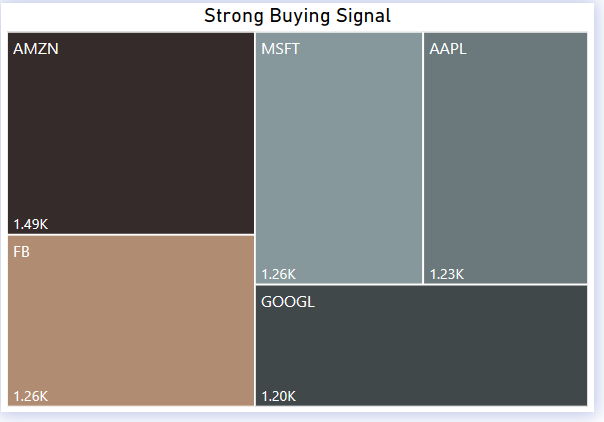 Strong Buying Signal
AMZN
1.49K
FB
1.26K
MSFT
1.26K
AAPL
1.23K
GOOGL
1.20K